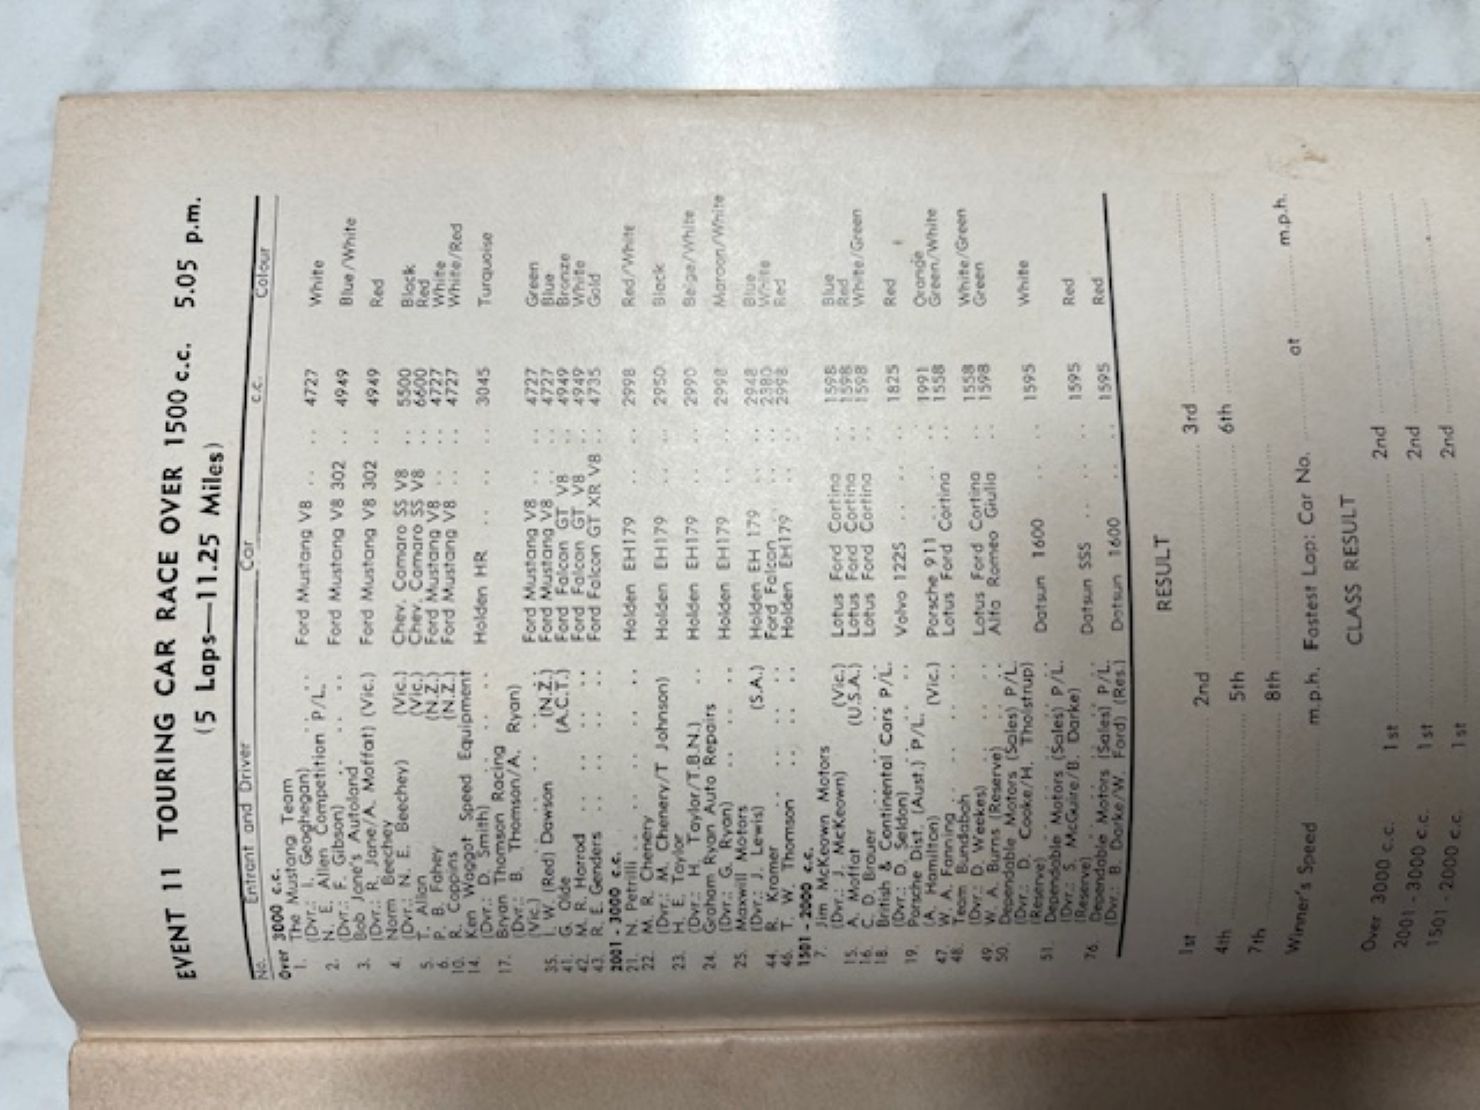 EVENT 11 TOURING CAR RACE OVER 1500 c.c. 5.05 p.m.
(5 Laps—11.25 Miles)
No. Entrant and Driver Car c.c. Colour
Over 3000 c.c.
1. The Mustang Team
(Dvr.: I. Geoghegan) .. .. Ford Mustang V8 .. .. 4727 White
2. N. E. Allen Competition P/L.
(Dvr.: F. Gibson) .. .. Ford Mustang V8 302 .. 4949 Blue/White
3. Bob Jane's Autoland
(Dvr.: R. Jane/A. Moffat) (Vic.) Ford Mustang V8 302 .. 4949 Red
4. Norm Beechey
(Dvr.: N. E. Beechey) (Vic.) Chev. Camaro SS V8 .. 5500 Black
5. T. Allan (Vic.) Chev. Camaro SS V8 .. 6600 Red
6. P. B. Fahey (N.Z.) Ford Mustang V8 .. .. 4727 White
10. R. Coppins (N.Z.) Ford Mustang V8 .. .. 4727 White/Red
14. Ken Waggot Speed Equipment
(Dvr.: D. Smith) .. .. Holden HR .. .. .. 3045 Turquoise
17. Bryan Thomson Racing
(Dvr.: B. Thomson/A. Ryan)
(Vic.) .. .. .. .. Ford Mustang V8 .. .. 4727 Green
35. I. W. (Red) Dawson (N.Z.) Ford Mustang V8 .. .. 4727 Blue
41. G. Olde (A.C.T.) Ford Falcon GT V8 .. 4949 Bronze
42. M. R. Harrod .. .. .. Ford Falcon GT V8 .. 4949 White
43. R. E. Genders .. .. .. Ford Falcon GT XR V8 .. 4735 Gold
2001 - 3000 c.c.
21. N. Petrilli .. .. .. .. Holden EH179 .. .. 2998 Red/White
22. M. R. Chenery
(Dvr.: M. Chenery/T Johnson) Holden EH179 .. .. 2950 Black
23. H. E. Taylor
(Dvr.: H. Taylor/T.B.N.) .. Holden EH179 .. .. 2990 Beige/White
24. Graham Ryan Auto Repairs
(Dvr.: G. Ryan) .. .. .. Holden EH179 .. .. 2998 Maroon/White
25. Maxwill Motors
(Dvr.: J. Lewis) (S.A.) Holden EH 179 .. .. 2948 Blue
44. R. Kramer .. .. .. Ford Falcon .. .. 2380 White
46. T. W. Thomson .. .. .. Holden EH179 .. .. 2998 Red
1501 - 2000 c.c.
7. Jim McKeown Motors
(Dvr.: J. McKeown) (Vic.) Lotus Ford Cortina .. 1598 Blue
15. A. Moffat (U.S.A.) Lotus Ford Cortina .. 1598 Red
16. C. D. Brauer .. .. .. Lotus Ford Cortina .. 1598 White/Green
18. British & Continental Cars P/L.
(Dvr.: D. Seldon) .. .. Volvo 122S .. .. .. 1825 Red
19. Porsche Dist. (Aust.) P/L.
(A. Hamilton) (Vic.) Porsche 911 .. .. .. 1991 Orange
47. W. A. Fanning .. .. .. Lotus Ford Cortina .. 1558 Green/White
48. Team Bundabah
(Dvr.: D. Weekes) .. .. Lotus Ford Cortina .. 1558 White/Green
49. W. A. Burns (Reserve) .. .. Alfa Romeo Giulia .. 1598 Green
50. Dependable Motors (Sales) P/L.
(Dvr.: D. Cooke/H. Tholstrup)
(Reserve) .. .. .. .. Datsun 1600 .. .. 1595 White
51. Dependable Motors (Sales) P/L.
(Dvr.: S. McGuire/B. Darke)
(Reserve) .. .. .. .. Datsun SSS .. .. 1595 Red
76. Dependable Motors (Sales) P/L.
(Dvr.: B. Darke/W. Ford) (Res.) Datsun 1600 .. .. 1595 Red
RESULT
1st .......... 2nd .......... 3rd ..........
4th .......... 5th .......... 6th ..........
7th .......... 8th ..........
Winner's Speed .......... m.p.h. Fastest Lap: Car No. .......... at .......... m.p.h.
CLASS RESULT
Over 3000 c.c. 1st .......... 2nd ..........
2001 - 3000 c.c. 1st .......... 2nd ..........
1501 - 2000 c.c. 1st .......... 2nd ..........